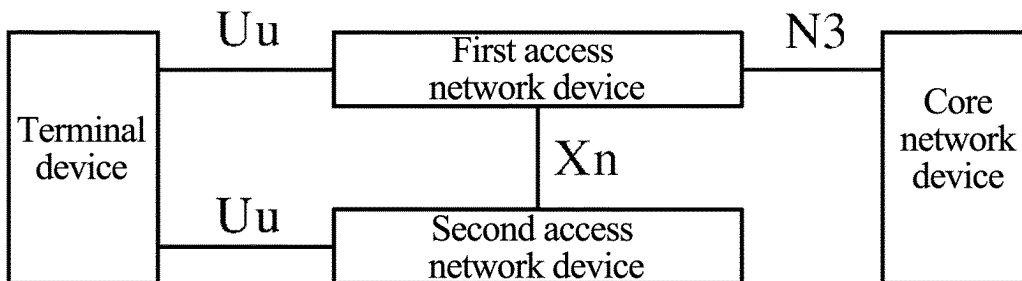 Uu
N3
First access
network device
Terminal
device
Core
network
device
Xn
Uu
Second access
network device